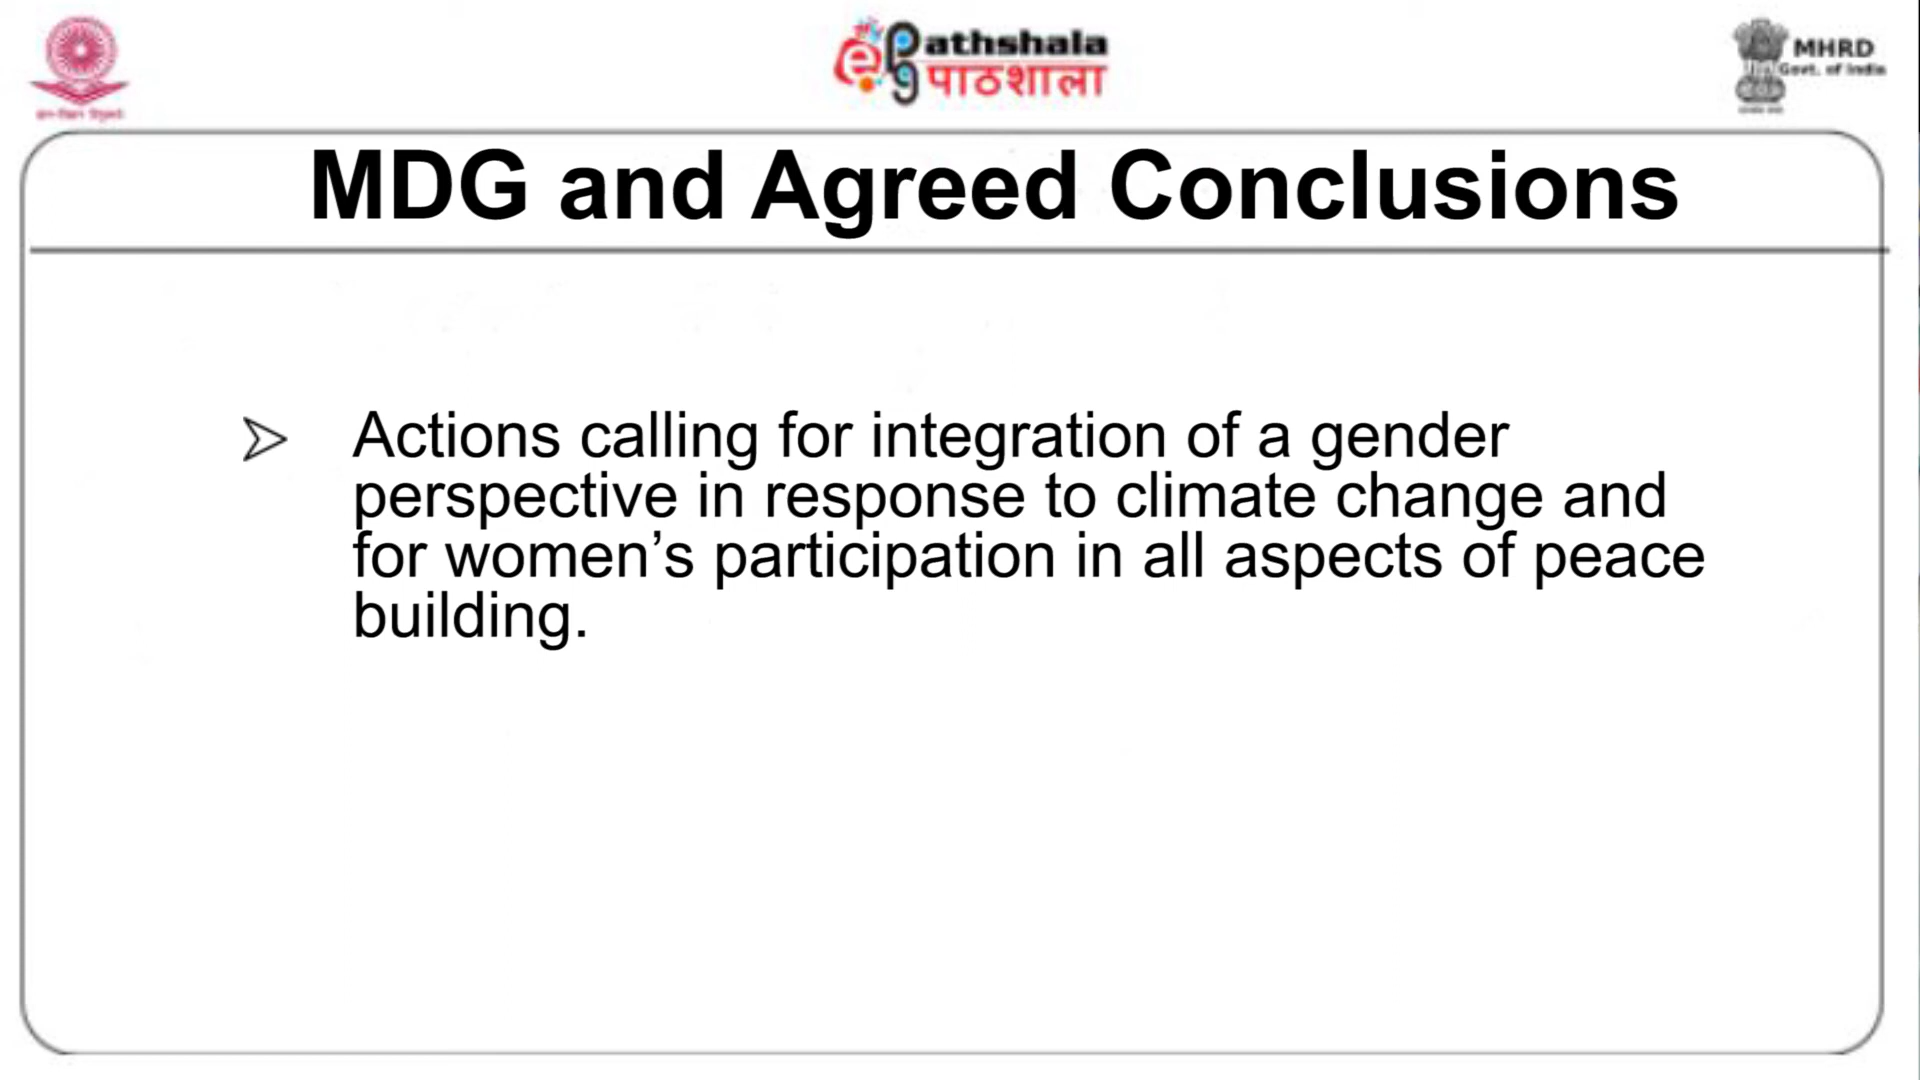 athshala
पाठशाला
MHRD
Govt. of India
MDG and Agreed Conclusions
Actions calling for integration of a gender
perspective in response to climate change and
for women’s participation in all aspects of peace
building.